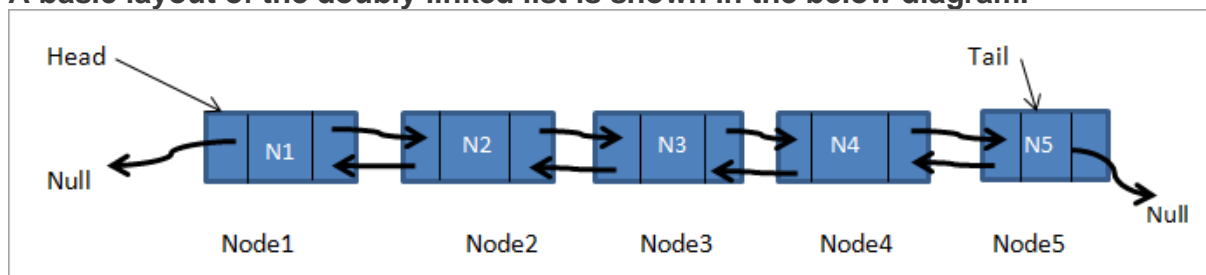 A basic layout of the doubly-linked list is shown in the below diagram.
Head
Tail
N1
N2
N3
N4
N5
Null
Null
Node1
Node2
Node3
Node4
Node5